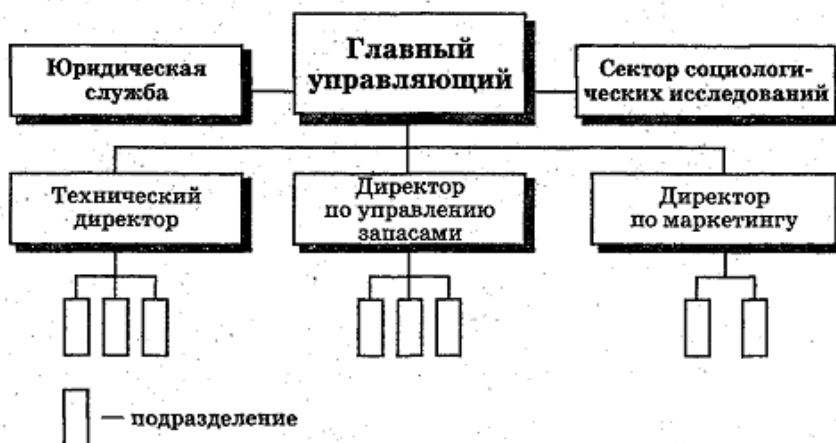 Главный
управляющий
Юридическая
служба
Сектор социологи-
ческих исследований
Технический
директор
Директор
по управлению
запасами
Директор
по маркетингу
— подразделение